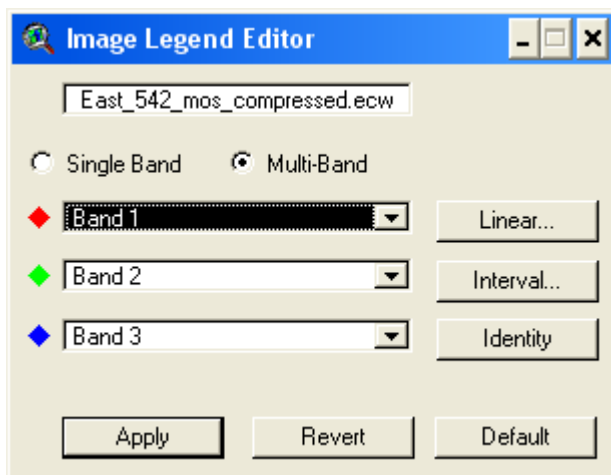 Image Legend Editor
East_542_mos_compressed.ecw
Single Band Multi-Band
Band 1 Linear...
Band 2 Interval...
Band 3 Identity
Apply Revert Default